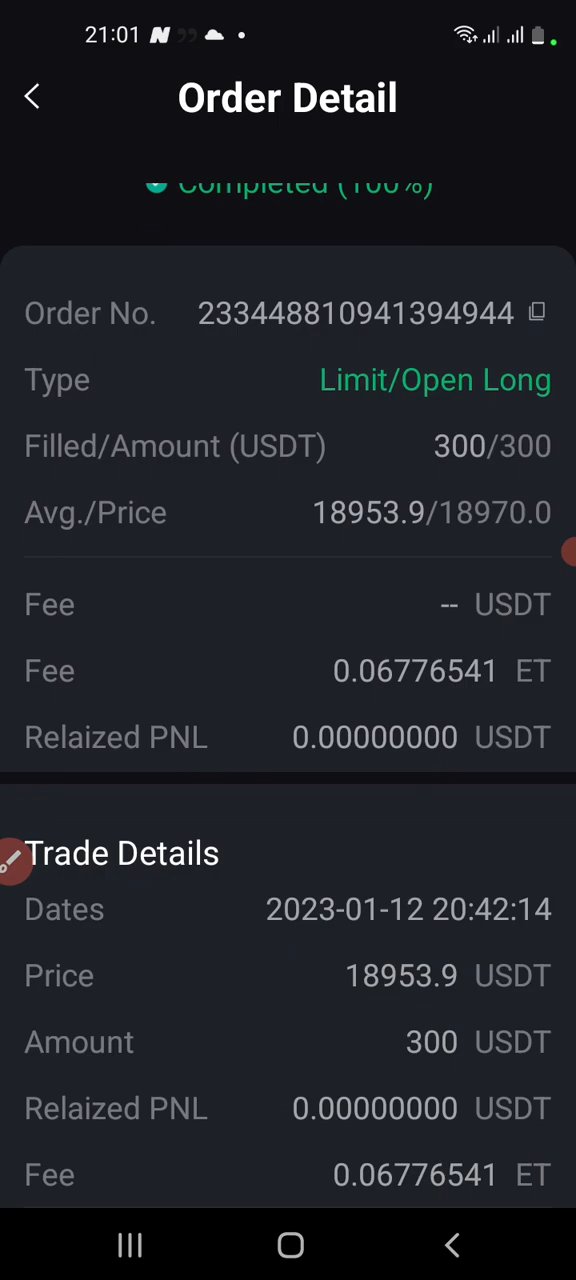 21:01
Order Detail
Completed (100%)
Order No. 233448810941394944
Type Limit/Open Long
Filled/Amount (USDT) 300/300
Avg./Price 18953.9/18970.0
Fee -- USDT
Fee 0.06776541 ET
Relaized PNL 0.00000000 USDT
Trade Details
Dates 2023-01-12 20:42:14
Price 18953.9 USDT
Amount 300 USDT
Relaized PNL 0.00000000 USDT
Fee 0.06776541 ET